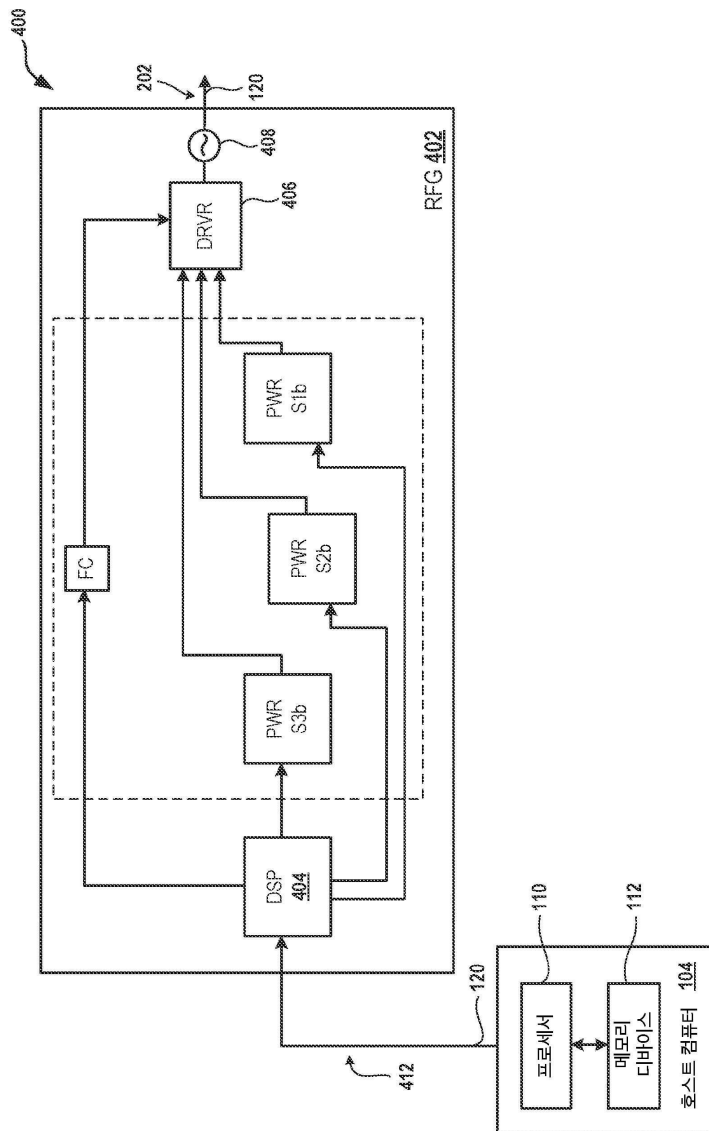 400
202
120
408
406
DRVR
RFG 402
FC
PWR
S1b
PWR
S2b
PWR
S3b
DSP
404
412
120
110
112
프로세서
메모리
디바이스
호스트 컴퓨터 104